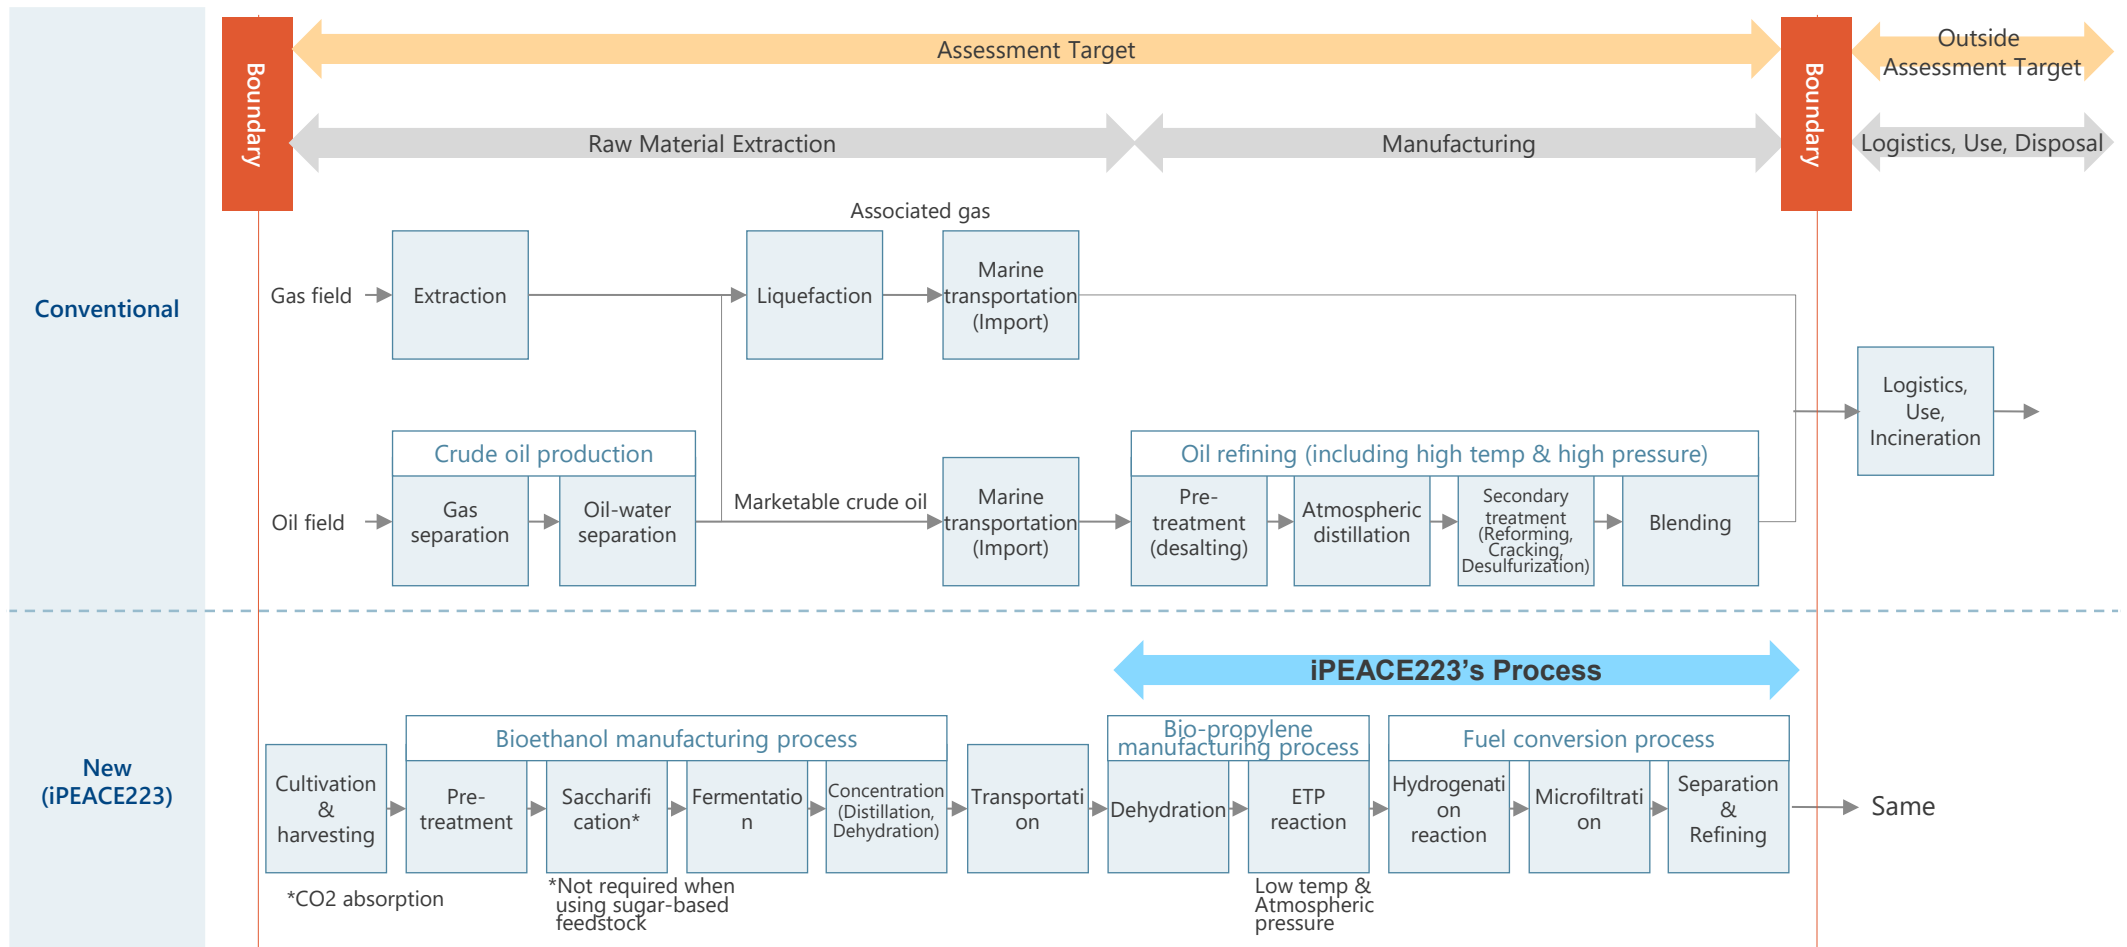 Assessment Target
Outside
Assessment Target
Boundary
Boundary
Raw Material Extraction
Manufacturing
Logistics, Use, Disposal
Conventional
Associated gas
Gas field
Extraction
Liquefaction
Marine
transportation
(Import)
Logistics,
Use,
Incineration
Crude oil production
Oil refining (including high temp & high pressure)
Oil field
Gas
separation
Oil-water
separation
Marketable crude oil
Marine
transportation
(Import)
Pre-
treatment
(desalting)
Atmospheric
distillation
Secondary
treatment
(Reforming,
Cracking,
Desulfurization)
Blending
iPEACE223's Process
New
(iPEACE223)
Bioethanol manufacturing process
Bio-propylene
manufacturing process
Fuel conversion process
Cultivation
&
harvesting
Pre-
treatment
Saccharifi
cation*
Fermentatio
n
Concentration
(Distillation,
Dehydration)
Transportati
on
Dehydration
ETP
reaction
Hydrogenati
on
reaction
Microfiltrati
on
Separation
&
Refining
Same
*CO2 absorption
*Not required when
using sugar-based
feedstock
Low temp &
Atmospheric
pressure